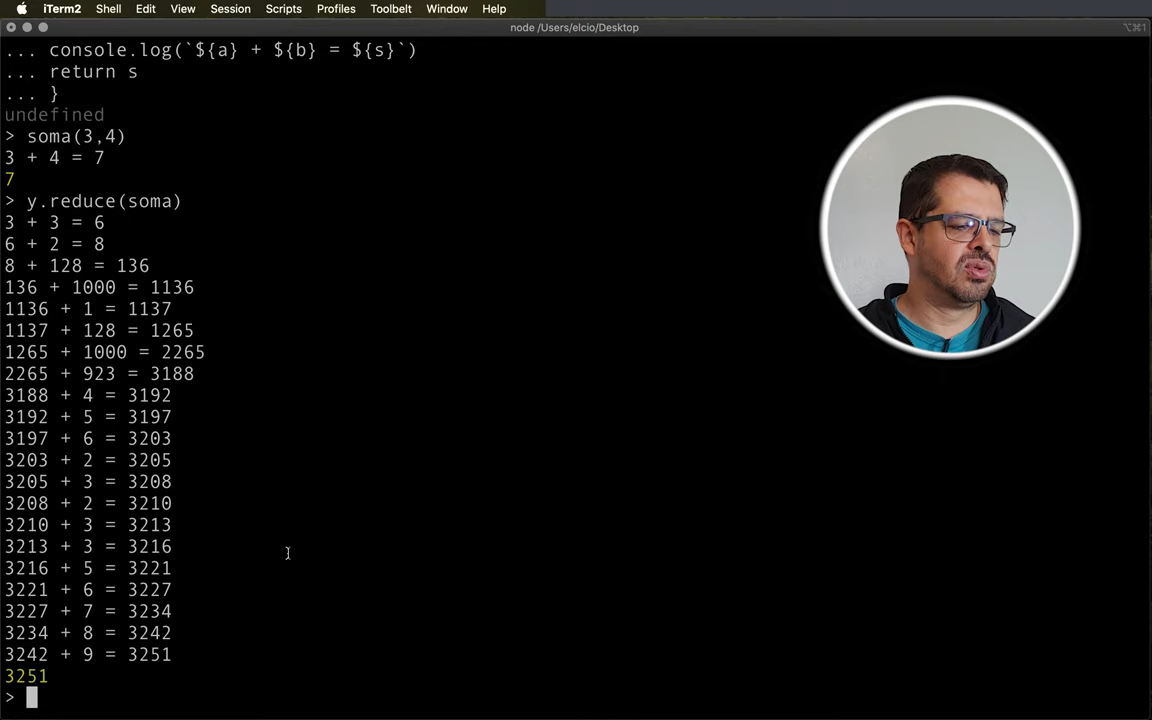 iTerm2 Shell Edit View Session Scripts Profiles Toolbelt Window Help
node /Users/elcio/Desktop ⌥⌘1
... console.log(`${a} + ${b} = ${s}`)
... return s
... }
undefined
> soma(3,4)
3 + 4 = 7
7
> y.reduce(soma)
3 + 3 = 6
6 + 2 = 8
8 + 128 = 136
136 + 1000 = 1136
1136 + 1 = 1137
1137 + 128 = 1265
1265 + 1000 = 2265
2265 + 923 = 3188
3188 + 4 = 3192
3192 + 5 = 3197
3197 + 6 = 3203
3203 + 2 = 3205
3205 + 3 = 3208
3208 + 2 = 3210
3210 + 3 = 3213
3213 + 3 = 3216
3216 + 5 = 3221
3221 + 6 = 3227
3227 + 7 = 3234
3234 + 8 = 3242
3242 + 9 = 3251
3251
>